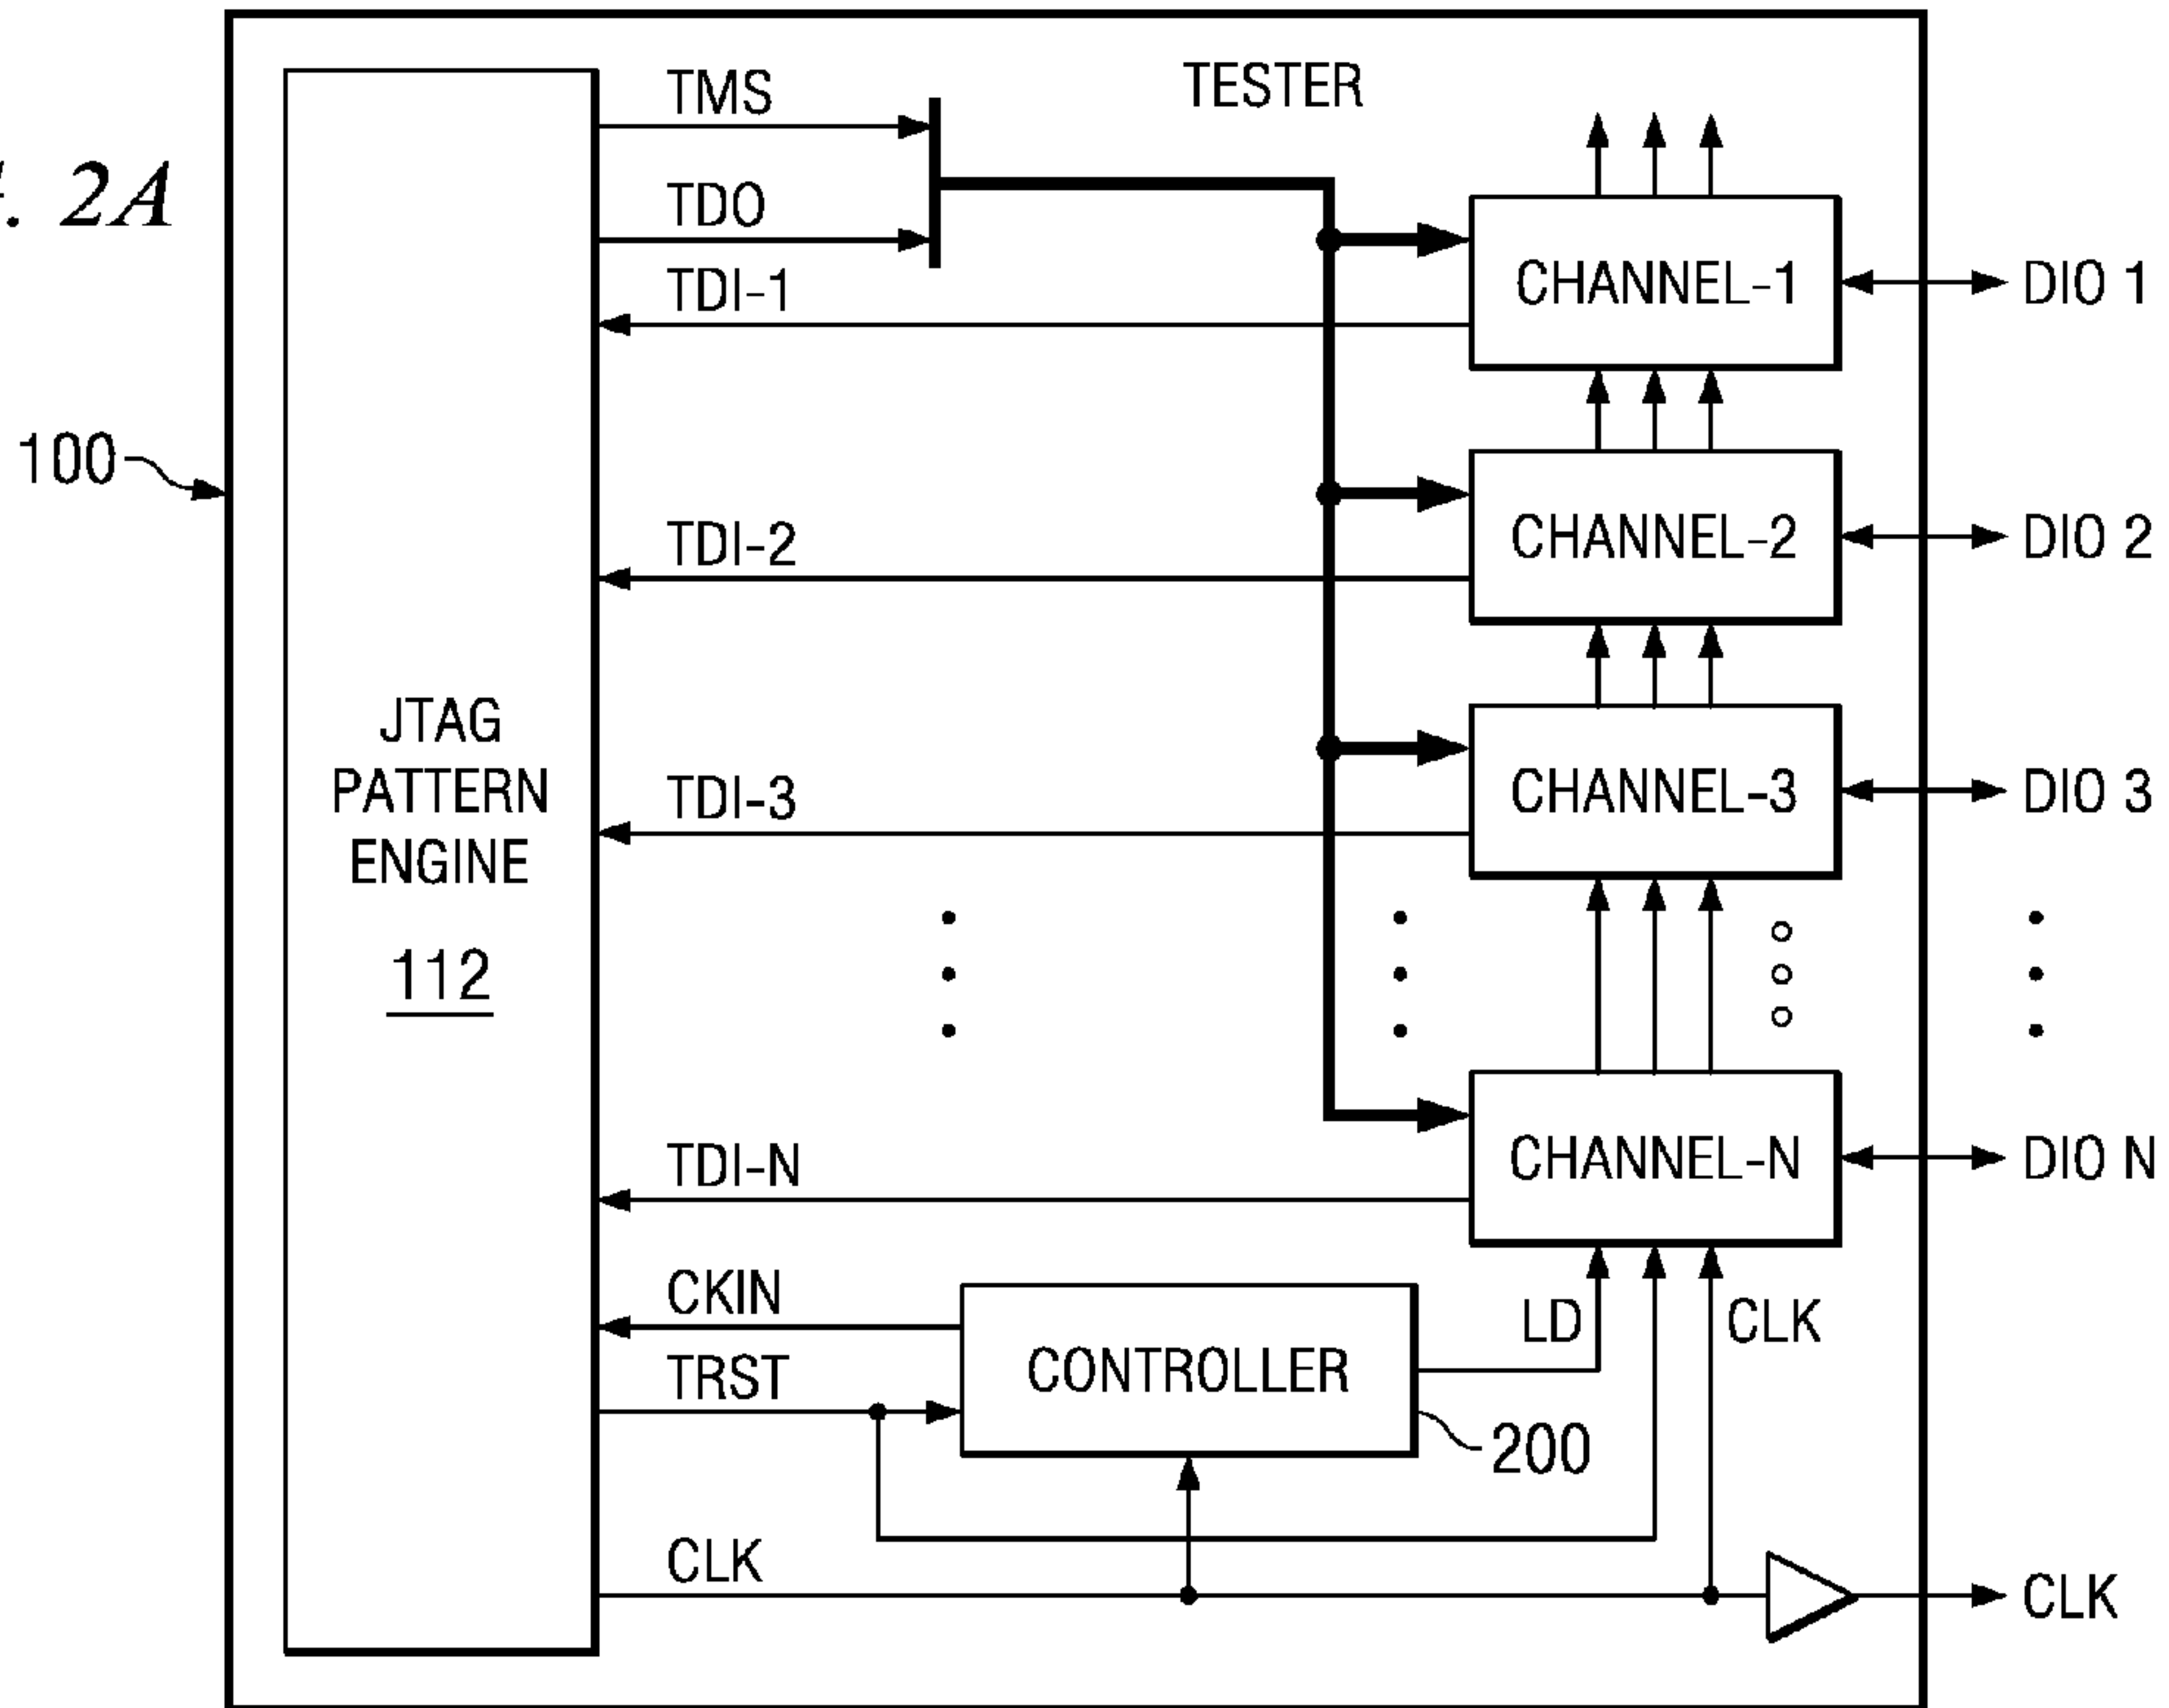 TMS
TESTER
. 2A
TDO
TDI-1
CHANNEL-1
DIO 1
100
TDI-2
CHANNEL-2
DIO 2
JTAG
PATTERN
ENGINE
112
TDI-3
CHANNEL-3
DIO 3
TDI-N
CHANNEL-N
DIO N
CKIN
LD
CLK
TRST
CONTROLLER
200
CLK
CLK